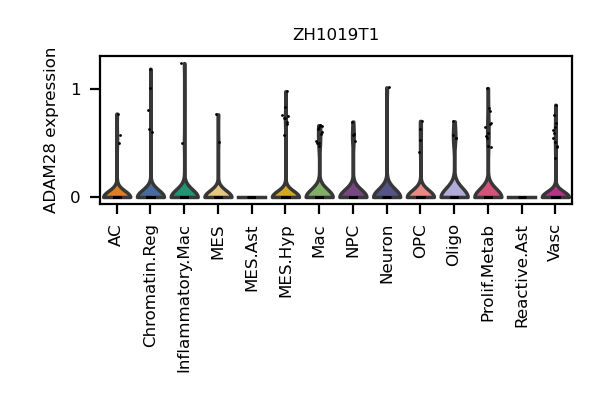 ZH1019T1
ADAM28 expression
1
0
AC
Chromatin.Reg
Inflammatory.Mac
MES
MES.Ast
MES.Hyp
Mac
NPC
Neuron
OPC
Oligo
Prolif.Metab
Reactive.Ast
Vasc